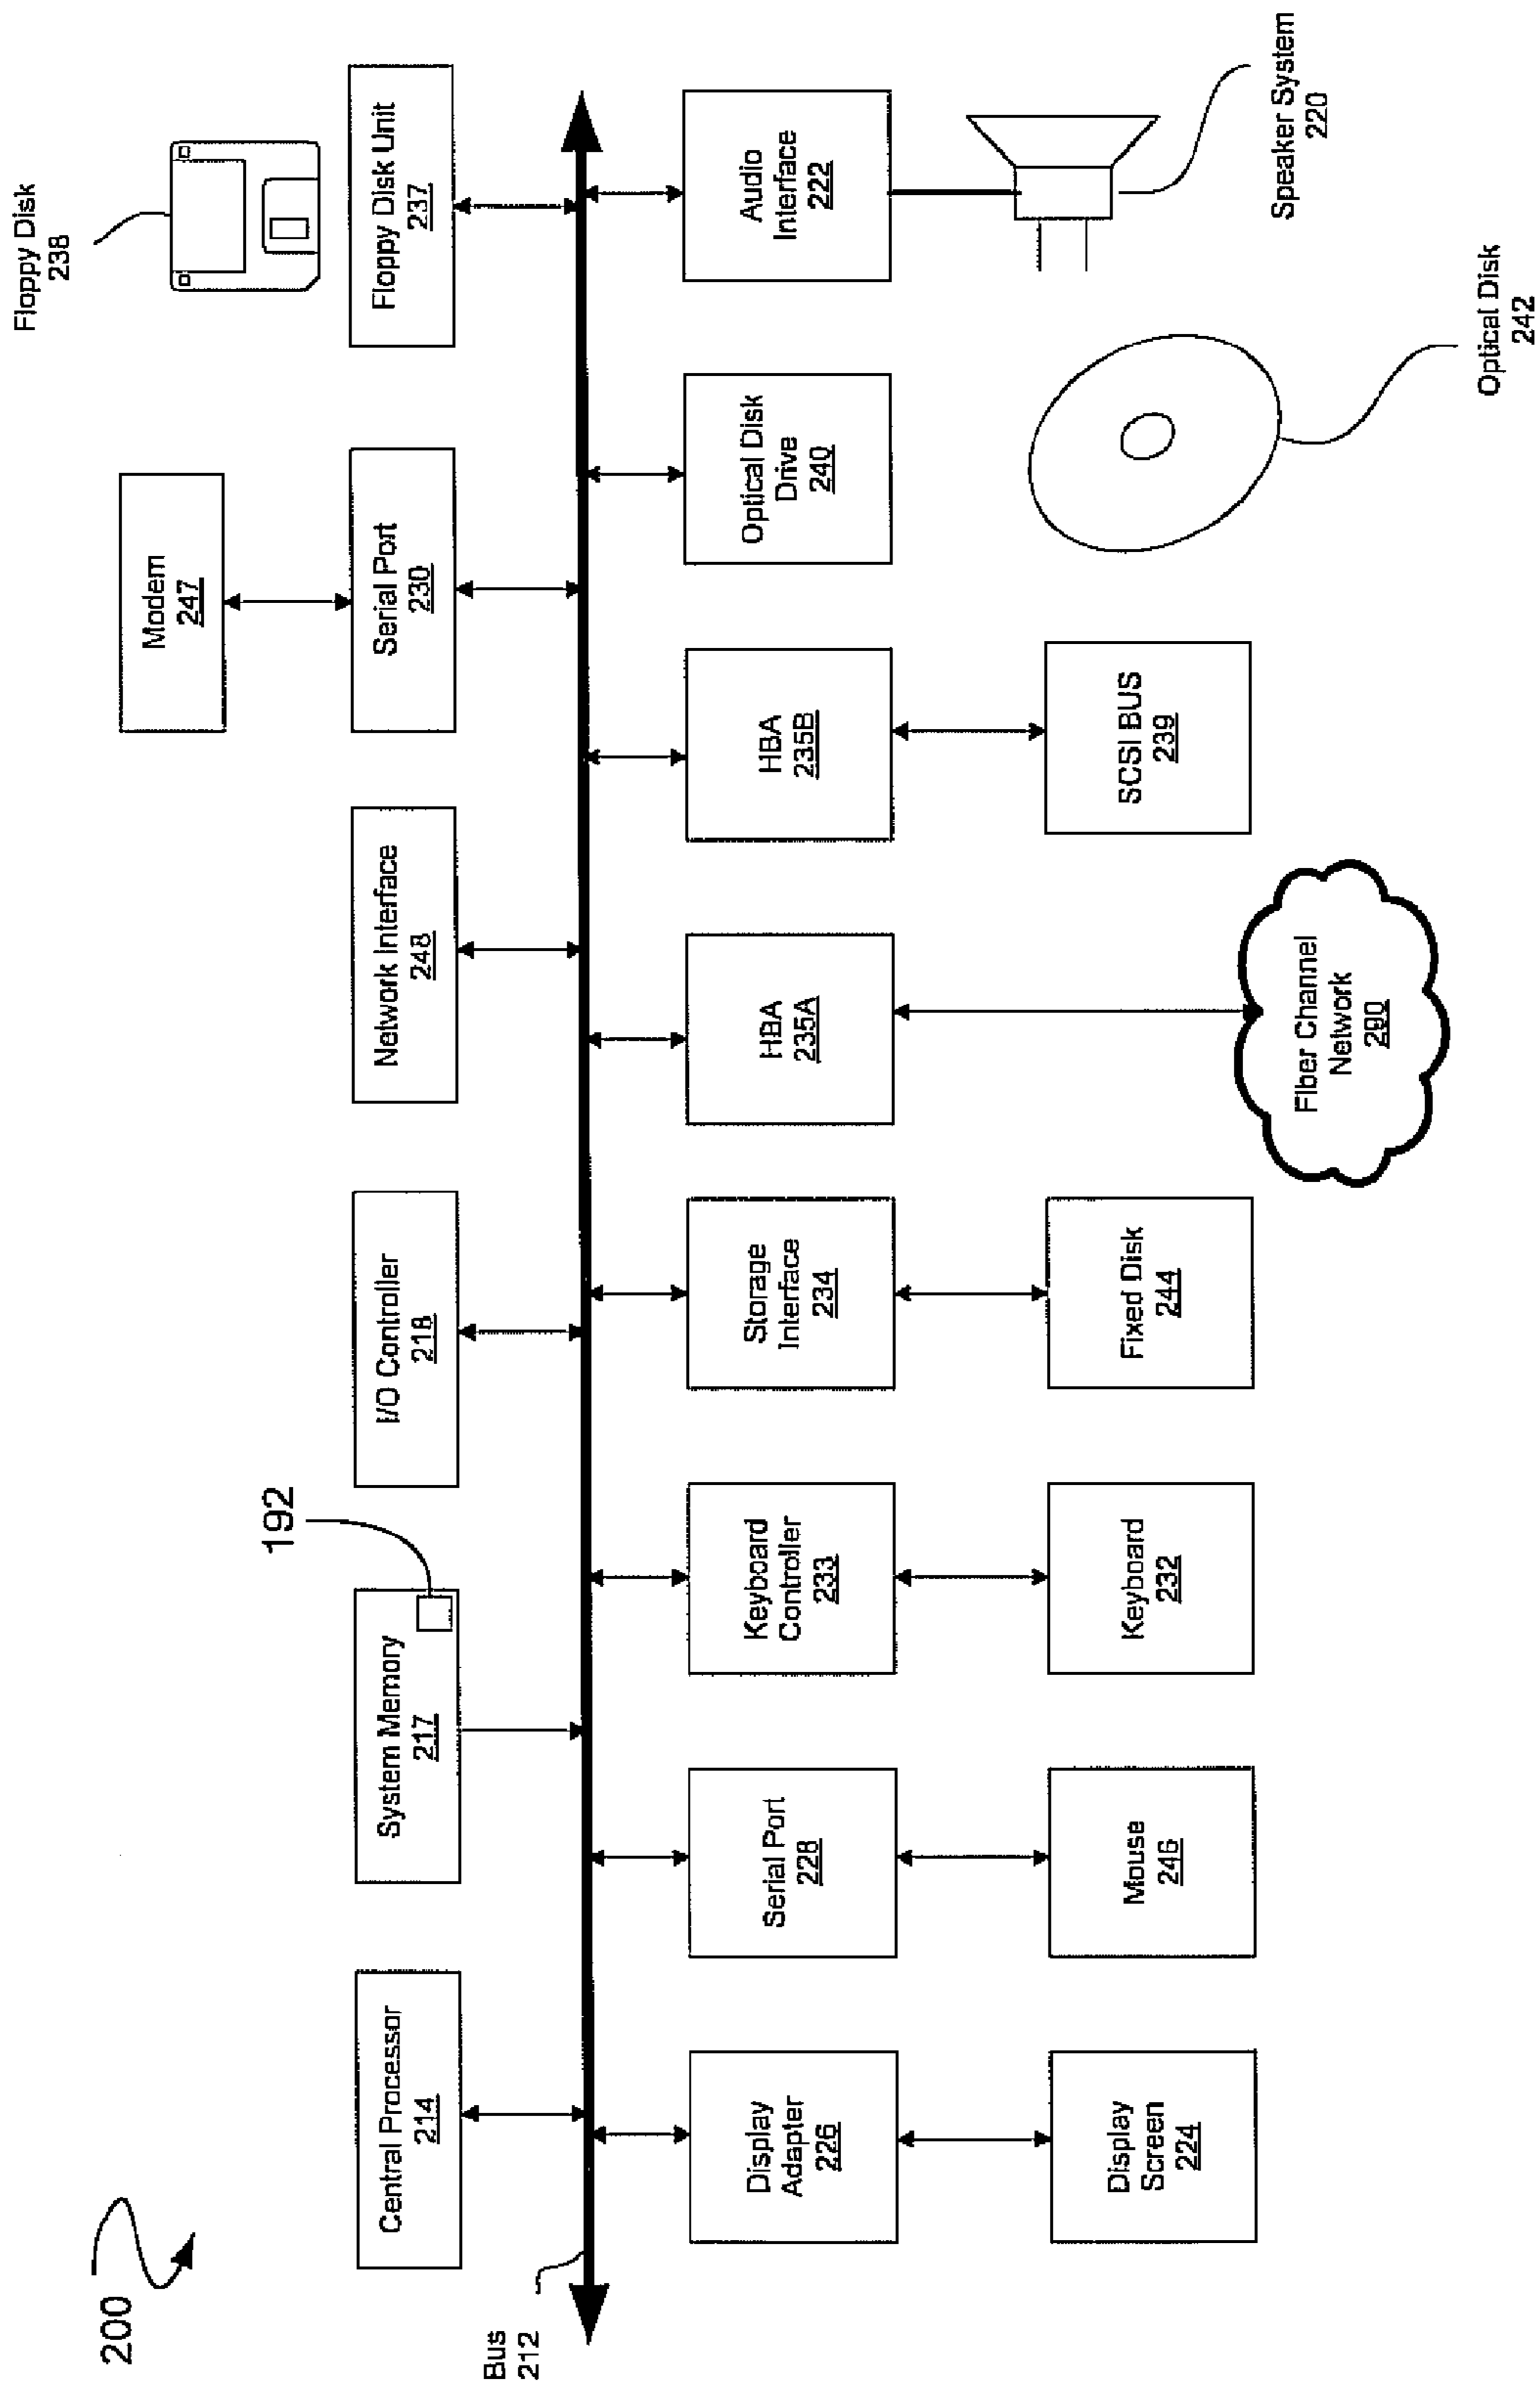 200
Floppy Disk
238
Modem
247
192
Central Processor
214
System Memory
217
I/O Controller
218
Network Interface
248
Serial Port
230
Floppy Disk Unit
237
Bus
212
Display
Adapter
226
Serial Port
228
Keyboard
Controller
233
Storage
Interface
234
HBA
235A
HBA
235B
Optical Disk
Drive
240
Audio
Interface
222
Display
Screen
224
Mouse
246
Keyboard
232
Fixed Disk
244
Fiber Channel
Network
290
SCSI BUS
239
Speaker System
220
Optical Disk
242